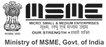 MSME
MICRO, SMALL & MEDIUM ENTERPRISES
OUR STRENGTH •
Ministry of MSME, Govt. of India